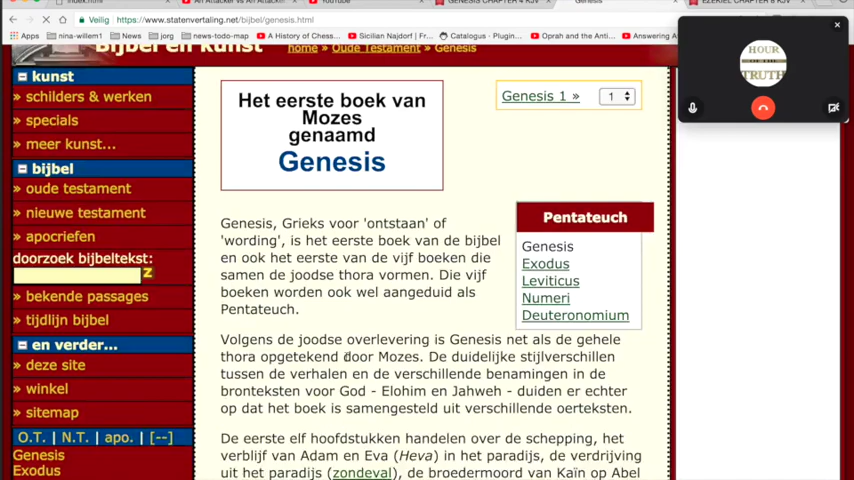 index.html
An Attacker vs An Attacke
YouTube
GENESIS CHAPTER 4 KJV
Genesis
EZEKIEL CHAPTER 8 KJV
Veilig
https://www.statenvertaling.net/bijbel/genesis.html
Apps
nina-willem1
News
jorg
news-todo-map
A History of Chess
Sicilian Najdorf | Fr...
Catalogus - Plugin...
Oprah and the Anti
Answering A
Bijbel en kunst
home » Oude Testament » Genesis
kunst
» schilders & werken
» specials
» meer kunst...
bijbel
» oude testament
» nieuwe testament
» apocriefen
doorzoek bijbeltekst:
Z
» bekende passages
» tijdlijn bijbel
en verder...
» deze site
» winkel
» sitemap
O.T. | N.T. | apo. | [--]
Genesis
Exodus
Het eerste boek van
Mozes
genaamd
Genesis
Genesis 1 »
1
Genesis, Grieks voor 'ontstaan' of
'wording', is het eerste boek van de bijbel
en ook het eerste van de vijf boeken die
samen de joodse thora vormen. Die vijf
boeken worden ook wel aangeduid als
Pentateuch.
Pentateuch
Genesis
Exodus
Leviticus
Numeri
Deuteronomium
Volgens de joodse overlevering is Genesis net als de gehele
thora opgetekend door Mozes. De duidelijke stijlverschillen
tussen de verhalen en de verschillende benamingen in de
bronteksten voor God - Elohim en Jahweh - duiden er echter
op dat het boek is samengesteld uit verschillende oerteksten.
De eerste elf hoofdstukken handelen over de schepping, het
verblijf van Adam en Eva (Heva) in het paradijs, de verdrijving
uit het paradijs (zondeval), de broedermoord van Kaïn op Abel
HOUR
TRUTH